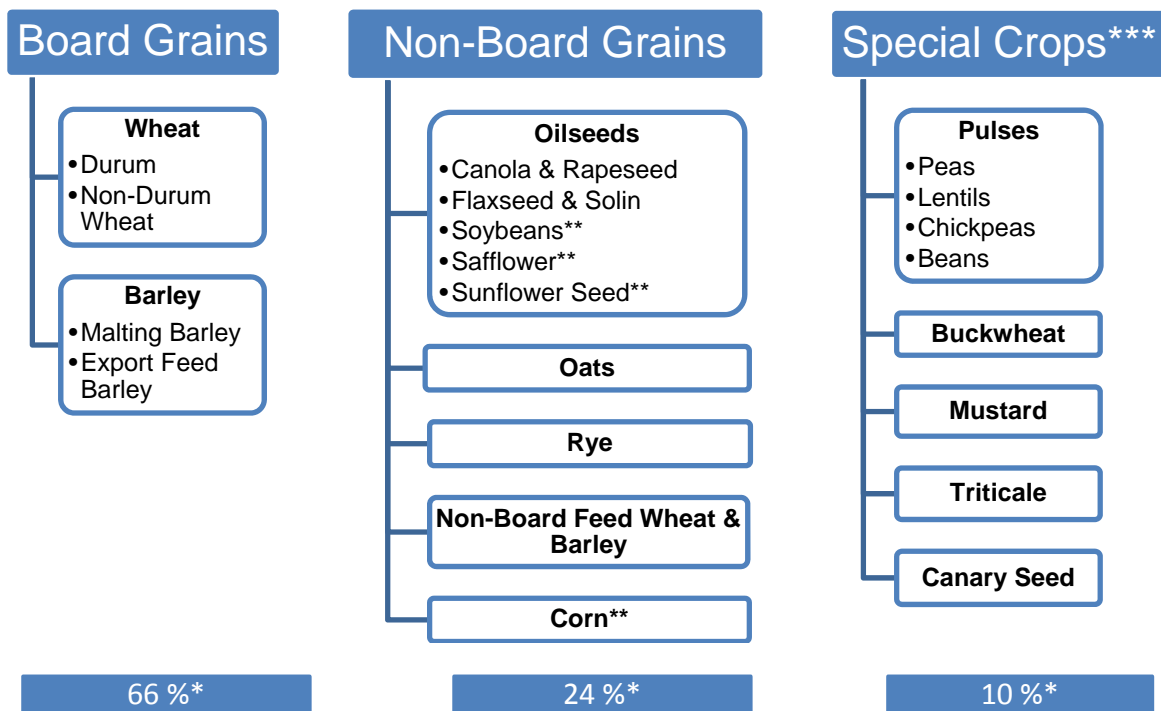 Board Grains
Wheat
•Durum
•Non-Durum
Wheat
Barley
•Malting Barley
•Export Feed
Barley
66 %*
Non-Board Grains
Oilseeds
•Canola & Rapeseed
•Flaxseed & Solin
•Soybeans**
•Safflower**
•Sunflower Seed**
Oats
Rye
Non-Board Feed Wheat &
Barley
Corn**
24 %*
Special Crops***
Pulses
•Peas
•Lentils
•Chickpeas
•Beans
Buckwheat
Mustard
Triticale
Canary Seed
10 %*